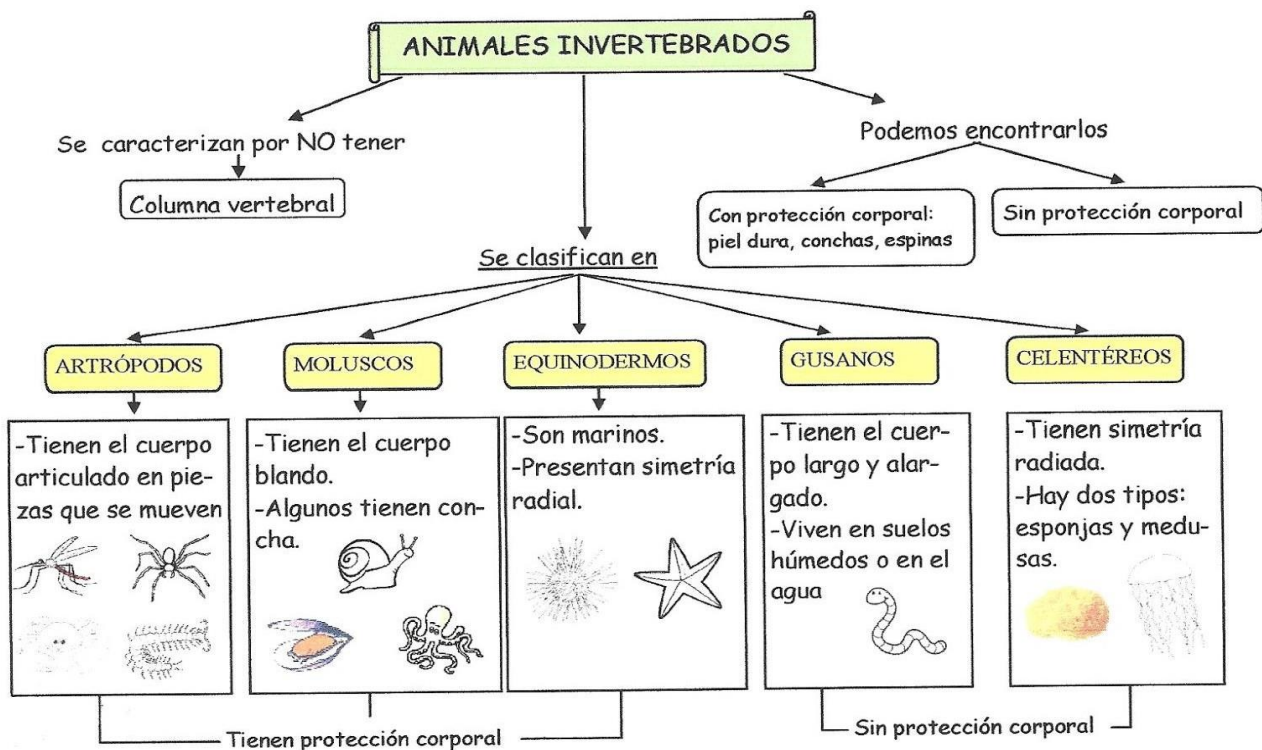 ANIMALES INVERTEBRADOS
Se caracterizan por NO tener
Columna vertebral
Podemos encontrarlos
Con protección corporal:
piel dura, conchas, espinas
Sin protección corporal
Se clasifican en
ARTRÓPODOS
-Tienen el cuerpo
articulado en pie-
zas que se mueven
MOLUSCOS
-Tienen el cuerpo
blando.
-Algunos tienen con-
cha.
EQUINODERMOS
-Son marinos.
-Presentan simetría
radial.
GUSANOS
-Tienen el cuer-
po largo y alar-
gado.
-Viven en suelos
húmedos o en el
agua
CELENTÉREOS
-Tienen simetría
radiada.
-Hay dos tipos:
esponjas y medu-
sas.
Tienen protección corporal
Sin protección corporal